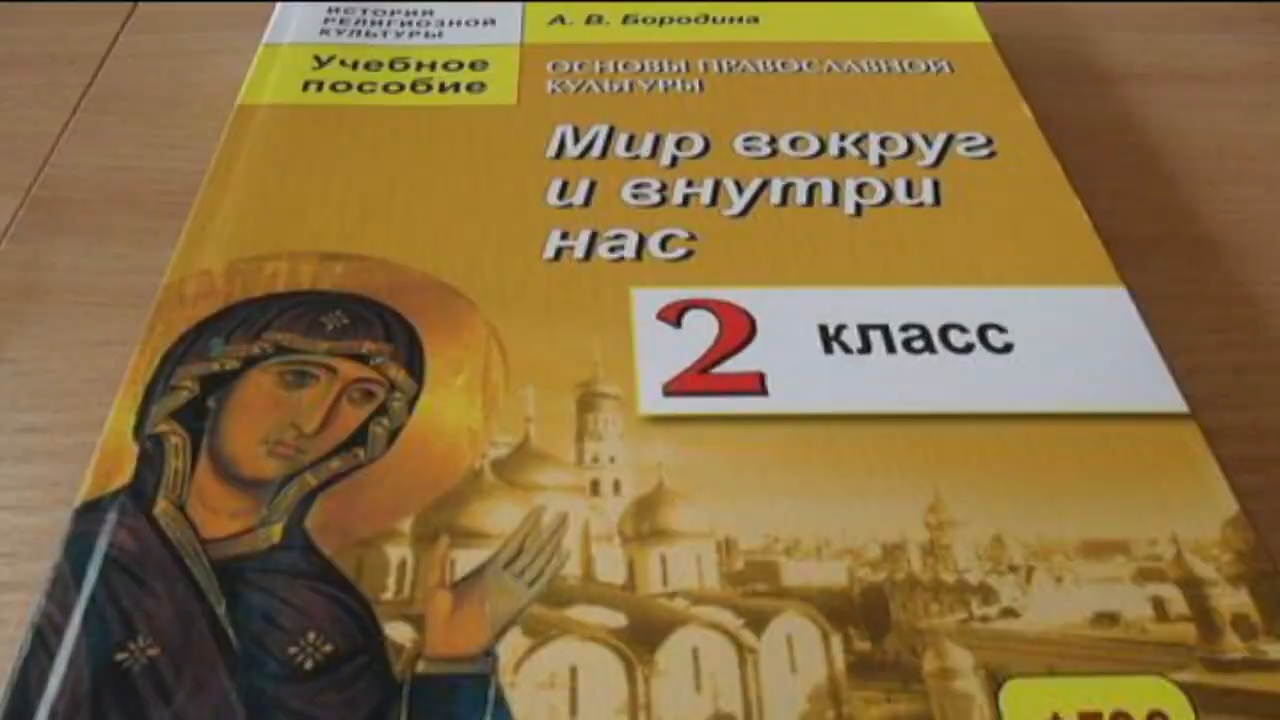 ИСТОРИЯ
РЕЛИГИОЗНОЙ
КУЛЬТУРЫ
Учебное
пособие
А. В. Бородина
ОСНОВЫ ПРАВОСЛАВНОЙ
КУЛЬТУРЫ
Мир вокруг
и внутри
нас
2 класс